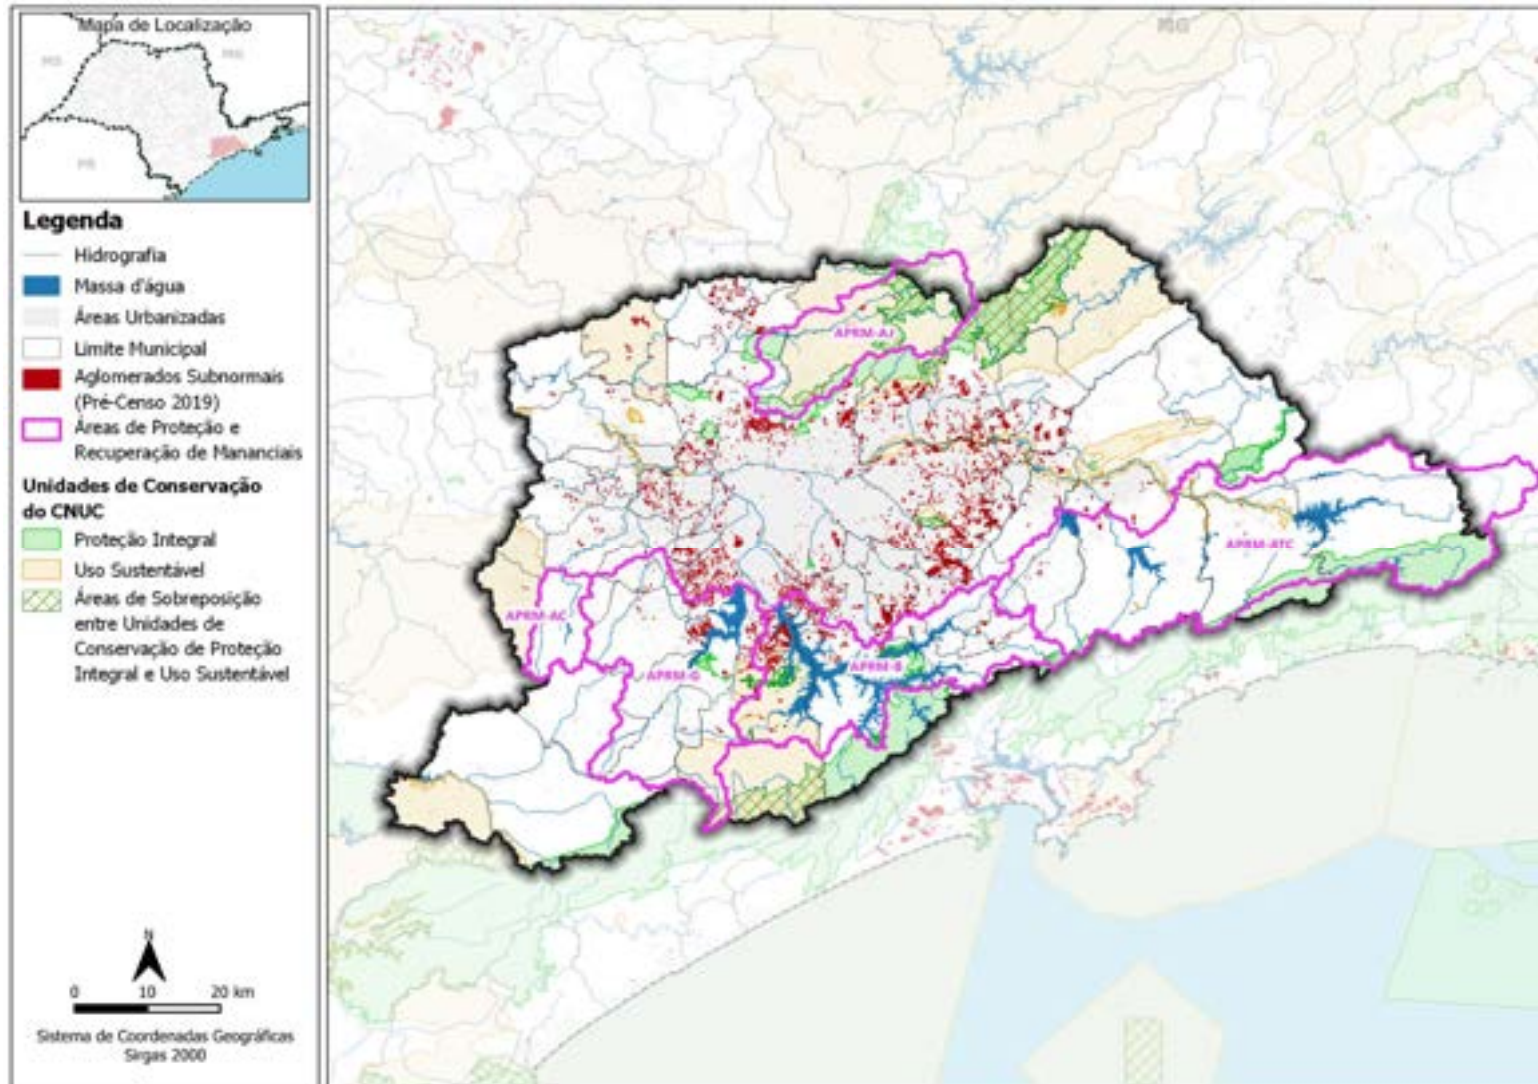 Mapa de Localização
MS
MG
PR
Legenda
Hidrografia
Massa d'água
Áreas Urbanizadas
Limite Municipal
Aglomerados Subnormais
(Pré-Censo 2019)
Áreas de Proteção e
Recuperação de Mananciais
Unidades de Conservação
do CNUC
Proteção Integral
Uso Sustentável
Áreas de Sobreposição
entre Unidades de
Conservação de Proteção
Integral e Uso Sustentável
N
0 10 20 km
Sistema de Coordenadas Geográficas
Sirgas 2000
MG
APRM-AJ
APRM-ATC
APRM-AC
APRM-G
APRM-B